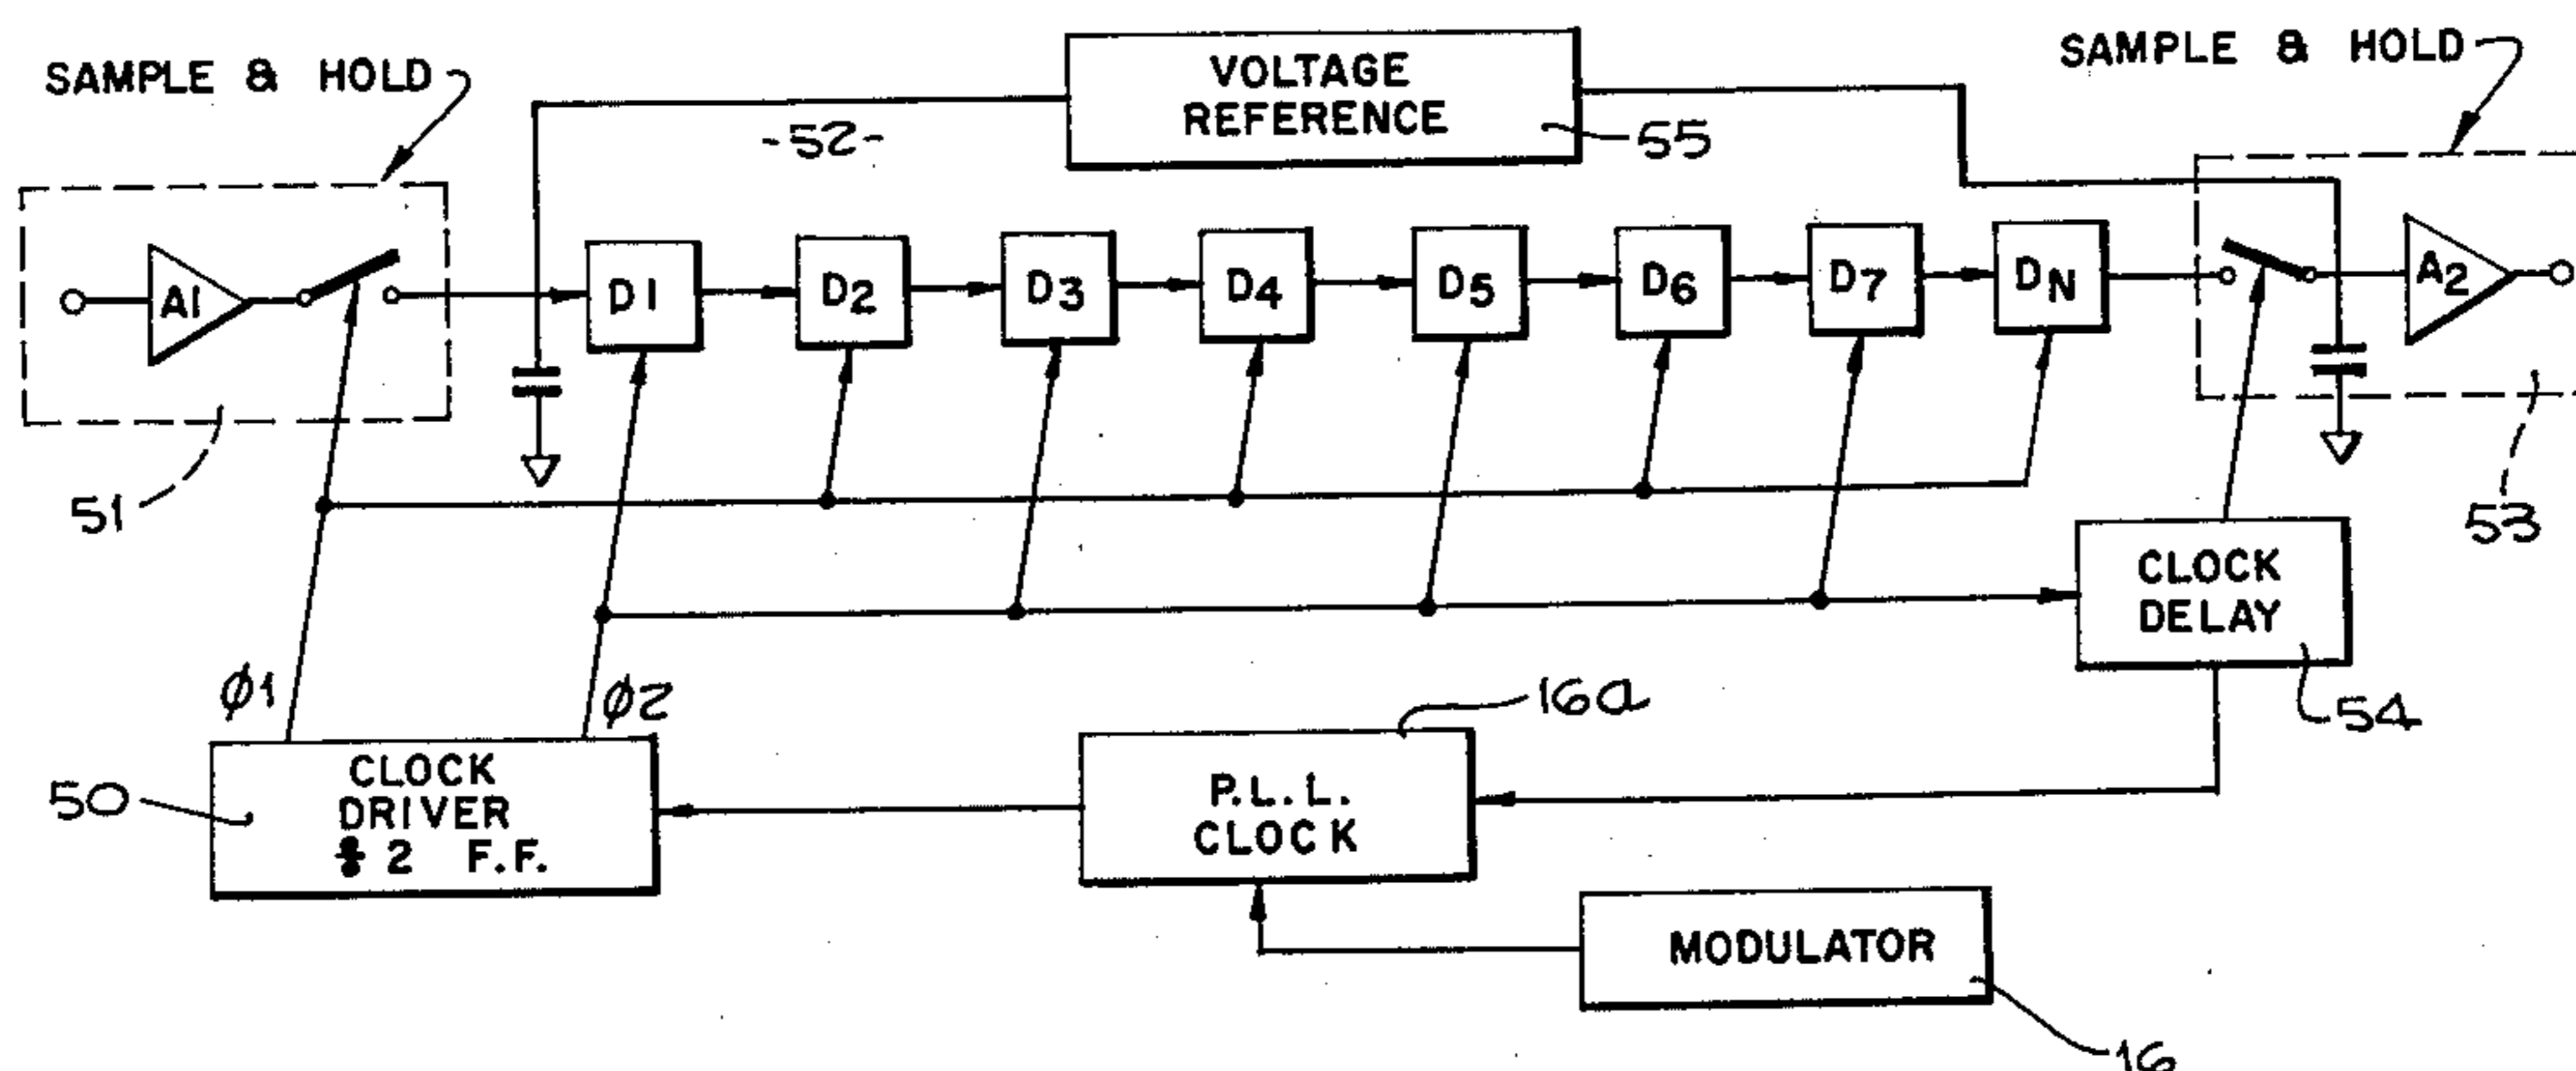 SAMPLE & HOLD
VOLTAGE
REFERENCE
SAMPLE & HOLD
-52-
55
A1
D1
D2
D3
D4
D5
D6
D7
DN
A2
51
53
CLOCK
DELAY
54
φ1
φ2
16a
50
CLOCK
DRIVER
÷ 2 F.F.
P.L.L.
CLOCK
MODULATOR
16